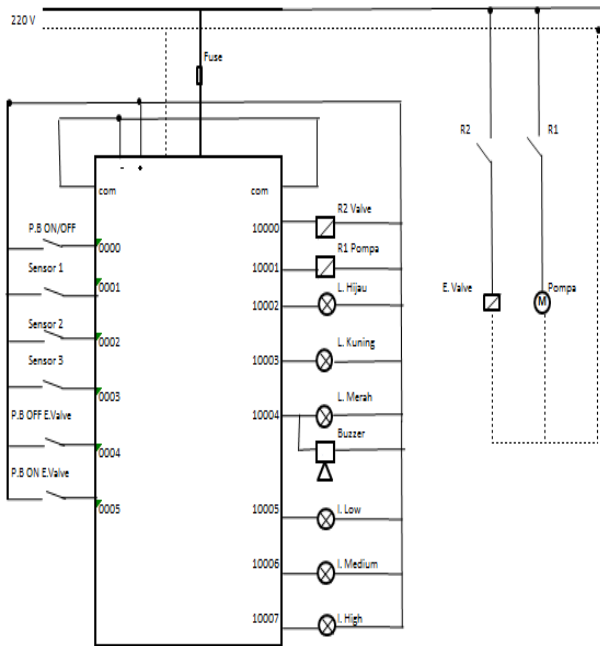 220 V
Fuse
R2
R1
- +
com
com
P.B ON/OFF
0000
Sensor 1
0001
Sensor 2
0002
Sensor 3
0003
P.B OFF E.Valve
0004
P.B ON E.Valve
0005
10000
R2 Valve
10001
R1 Pompa
10002
L. Hijau
10003
L. Kuning
10004
L. Merah
Buzzer
10005
I. Low
10006
I. Medium
10007
I. High
E. Valve
M
Pompa